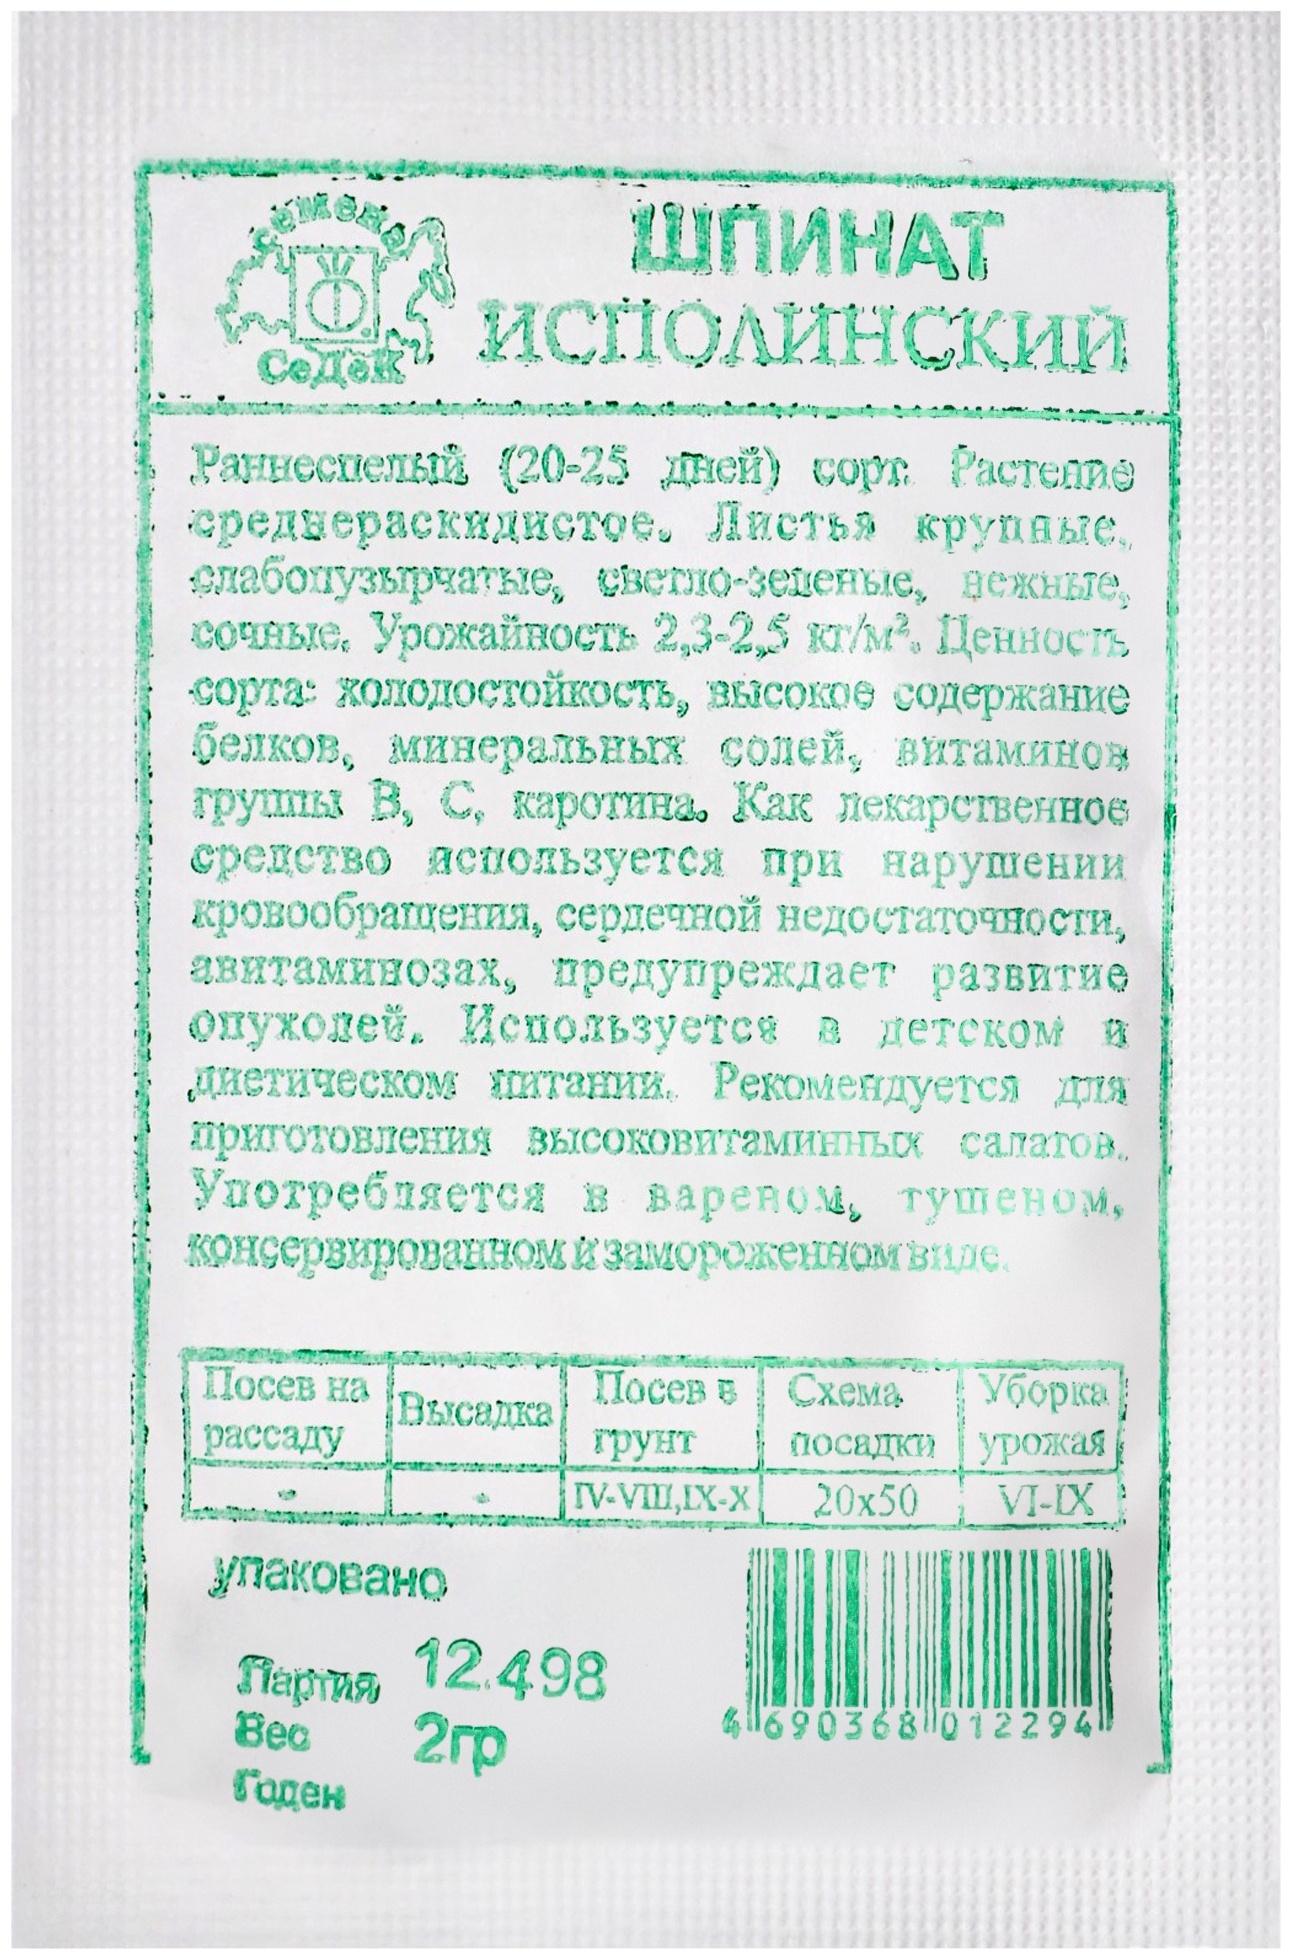 семена
СеДеК
ШПИНАТ
ИСПОЛИНСКИЙ
Раннеспелый (20-25 дней) сорт. Растение
среднераскидистое. Листья крупные,
слабопузырчатые, светло-зеленые, нежные,
сочные. Урожайность 2,3-2,5 кг/м². Ценность
сорта: холодостойкость, высокое содержание
белков, минеральных солей, витаминов
группы В, С, каротина. Как лекарственное
средство используется при нарушении
кровообращения, сердечной недостаточности,
авитаминозах, предупреждает развитие
опухолей. Используется в детском и
диетическом питании. Рекомендуется для
приготовления высоковитаминных салатов.
Употребляется в вареном, тушеном,
консервированном и замороженном виде.
Посев на рассаду
Высадка
Посев в грунт
Схема посадки
Уборка урожая
-
-
IV-VIII,IX-X
20х50
VI-IX
упаковано
Партия 12.498
Вес 2гр
Годен
4 690368 012294